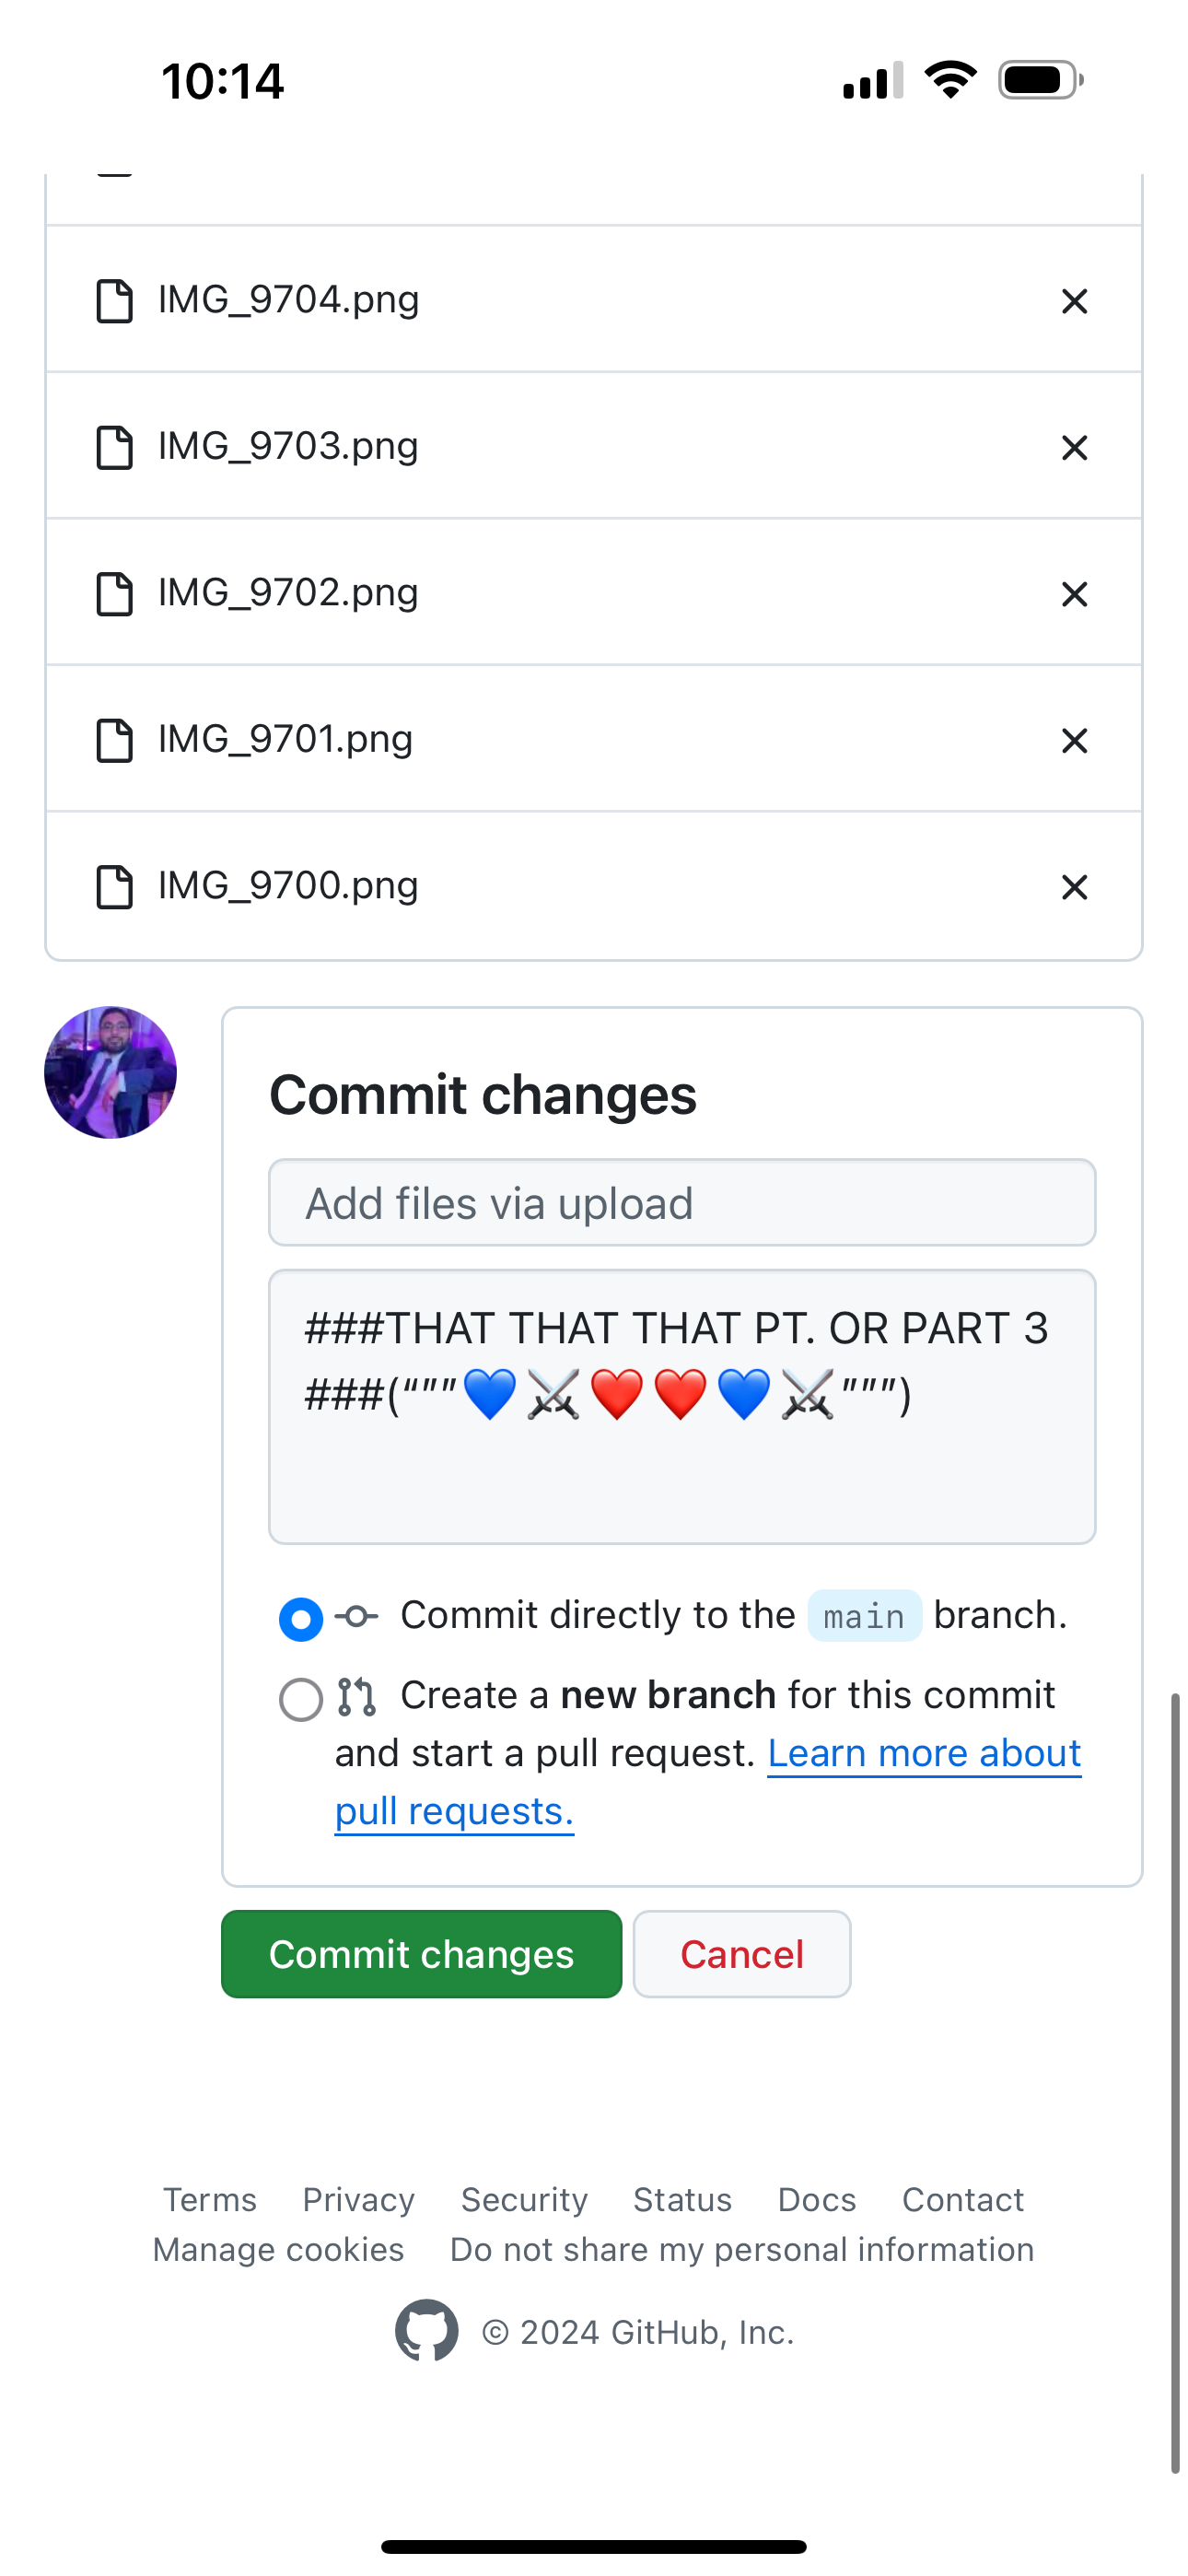 10:14
IMG_9704.png
IMG_9703.png
IMG_9702.png
IMG_9701.png
IMG_9700.png
Commit changes
Add files via upload
###THAT THAT THAT PT. OR PART 3
###(“””💙⚔️❤️❤️💙⚔️”””)
Commit directly to the main branch.
Create a new branch for this commit
and start a pull request. Learn more about
pull requests.
Commit changes Cancel
Terms Privacy Security Status Docs Contact
Manage cookies Do not share my personal information
© 2024 GitHub, Inc.